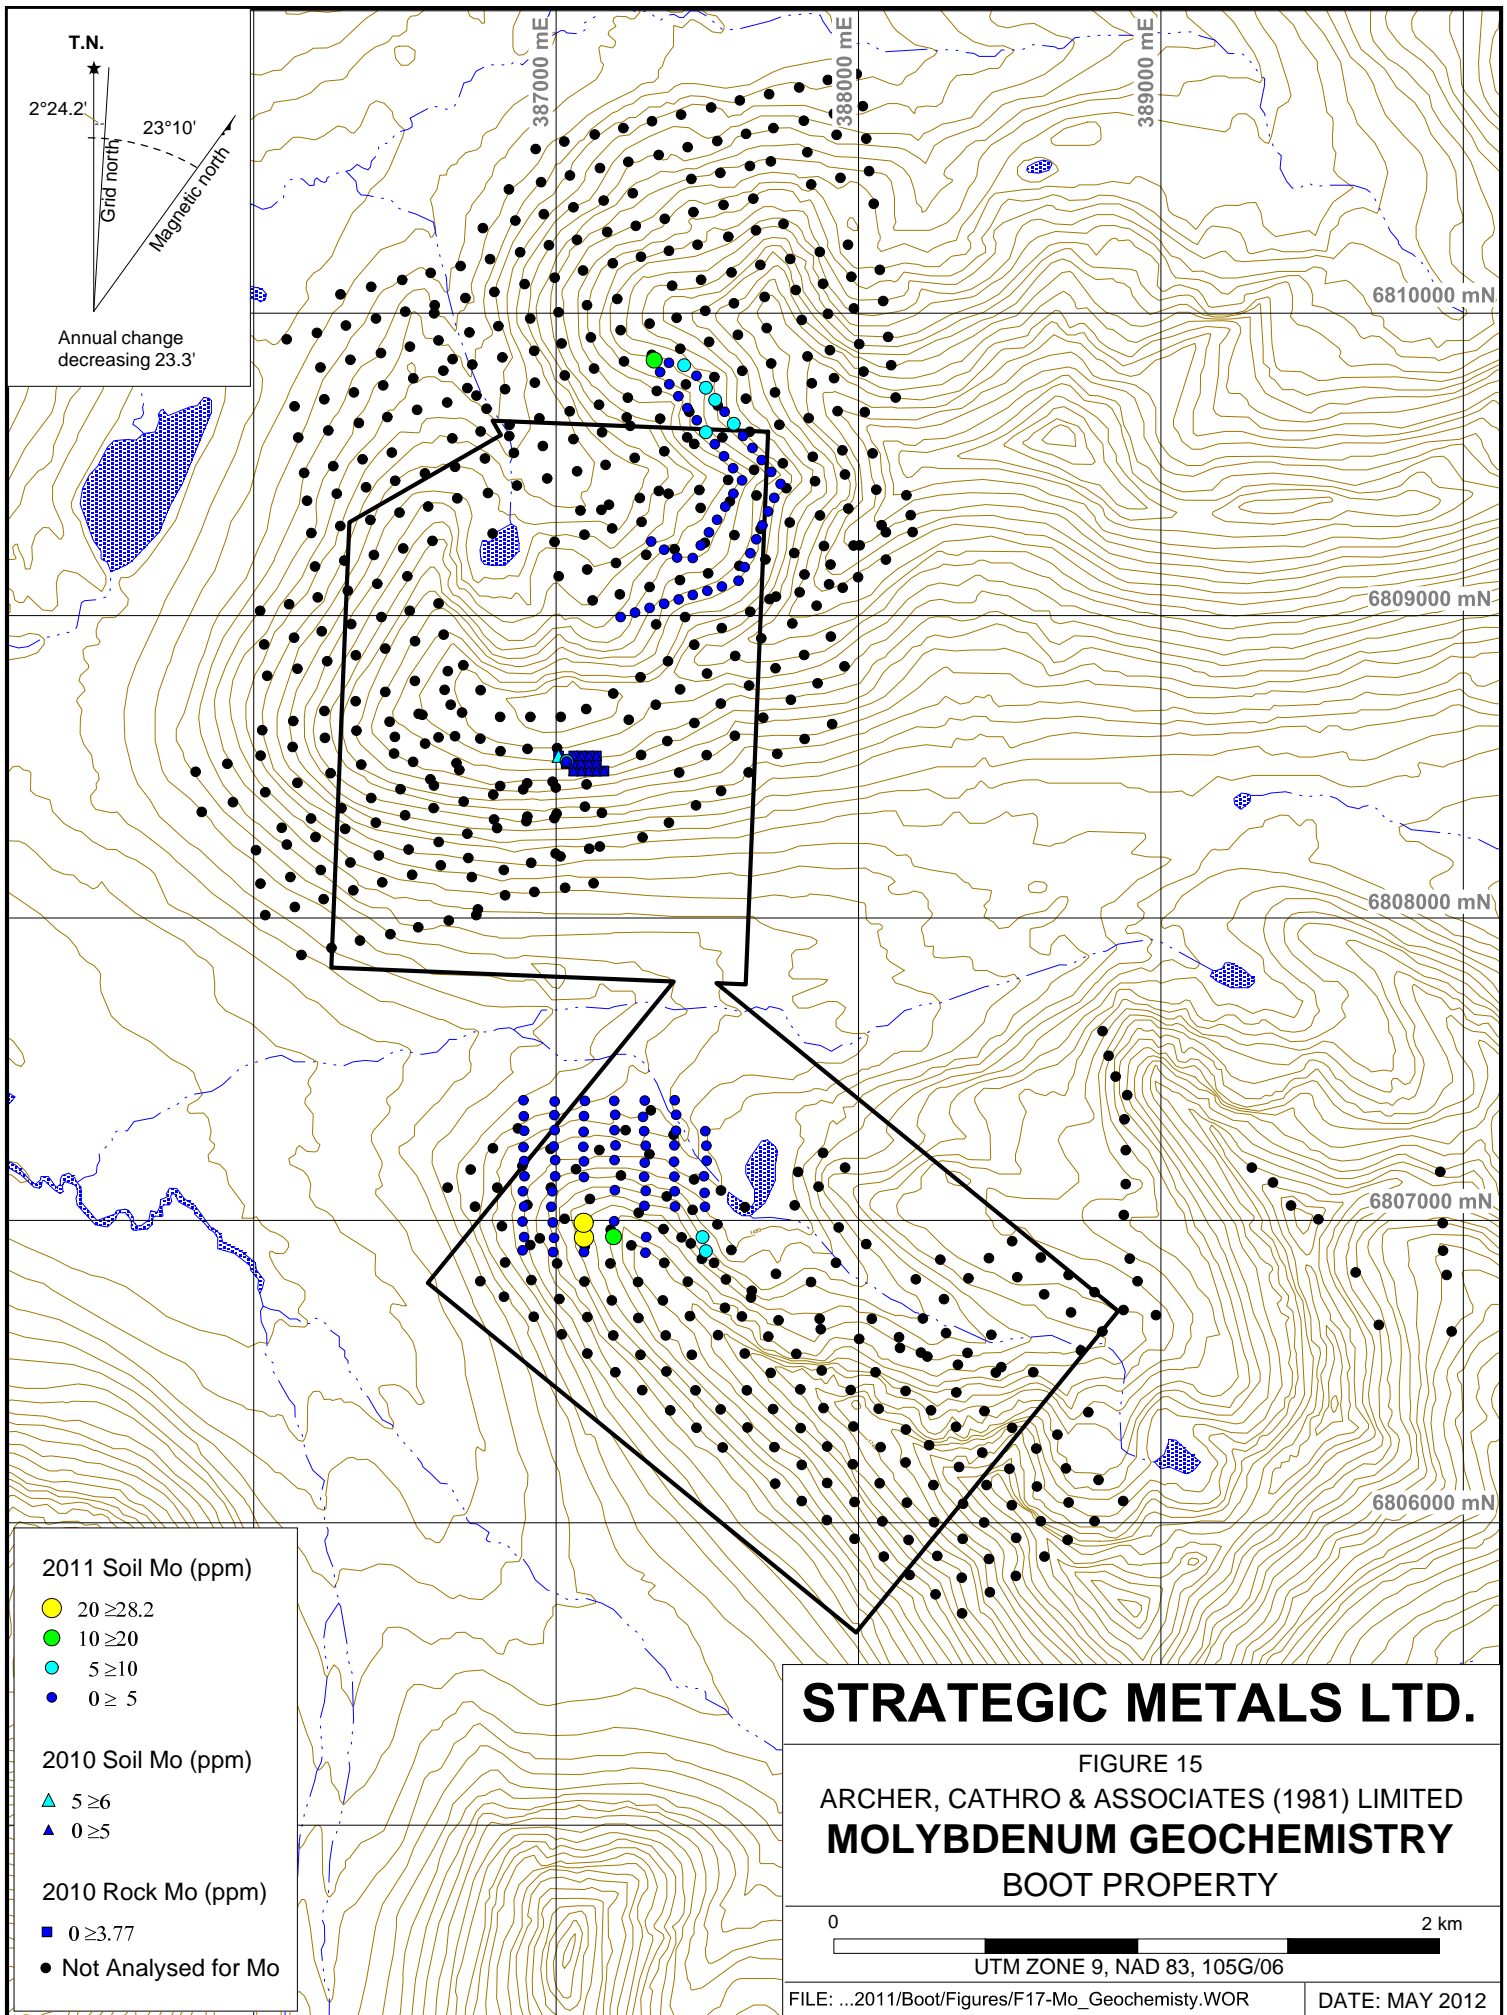 T.N.
2°24.2'
23°10'
Grid north
Magnetic north
Annual change
decreasing 23.3'
387000 mE
388000 mE
389000 mE
6810000 mN
6809000 mN
6808000 mN
6807000 mN
6806000 mN
2011 Soil Mo (ppm)
20 ≥28.2
10 ≥20
5 ≥10
0 ≥ 5
2010 Soil Mo (ppm)
5 ≥6
0 ≥5
2010 Rock Mo (ppm)
0 ≥3.77
Not Analysed for Mo
STRATEGIC METALS LTD.
FIGURE 15
ARCHER, CATHRO & ASSOCIATES (1981) LIMITED
MOLYBDENUM GEOCHEMISTRY
BOOT PROPERTY
0 2 km
UTM ZONE 9, NAD 83, 105G/06
FILE: ...2011/Boot/Figures/F17-Mo_Geochemisty.WOR
DATE: MAY 2012